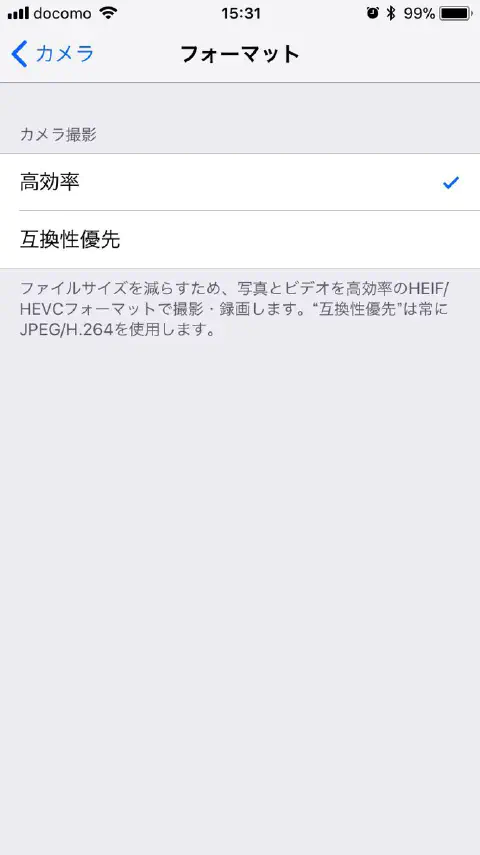 docomo 15:31 99%
カメラ フォーマット
カメラ撮影
高効率
互換性優先
ファイルサイズを減らすため、写真とビデオを高効率のHEIF/
HEVCフォーマットで撮影・録画します。“互換性優先”は常に
JPEG/H.264を使用します。